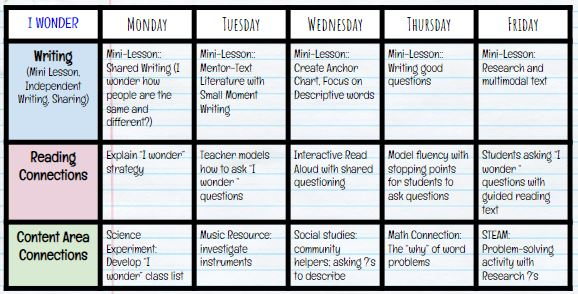 I WONDER
MONDAY
TUESDAY
WEDNESDAY
THURSDAY
FRIDAY
Writing
(Mini Lesson,
Independent
Writing, Sharing)
Mini-Lesson::
Shared Writing (I
wonder how
people are the
same and
different?)
Mini-Lesson::
Mentor-Text
Literature with
Small Moment
Writing
Mini-Lesson::
Create Anchor
Chart, Focus on
Descriptive words
Mini-Lesson::
Writing good
questions
Mini-Lesson:
Research and
multimodal text
Reading
Connections
Explain "I wonder"
strategy
Teacher models
how to ask "I
wonder "
questions
Interactive Read
Aloud with shared
questioning
Model fluency with
stopping points
for students to
ask questions
Students asking "I
wonder "
questions with
guided reading
text
Content Area
Connections
Science
Experiment:
Develop "I
wonder" class list
Music Resource:
investigate
instruments
Social studies:
community
helpers; asking ?s
to describe
Math Connection:
The "why" of word
problems
STEAM:
Problem-solving
activity with
Research ?s